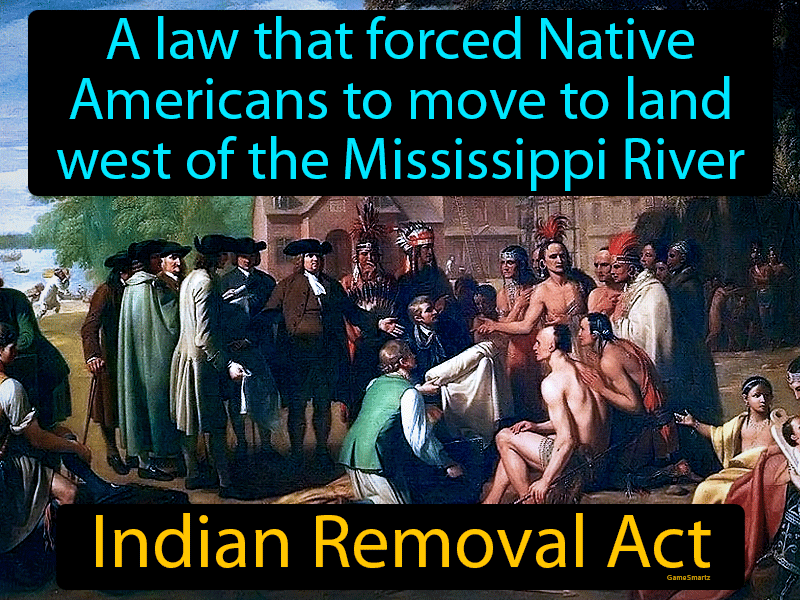 A law that forced Native
Americans to move to land
west of the Mississippi River
Indian Removal Act
GameSmartz